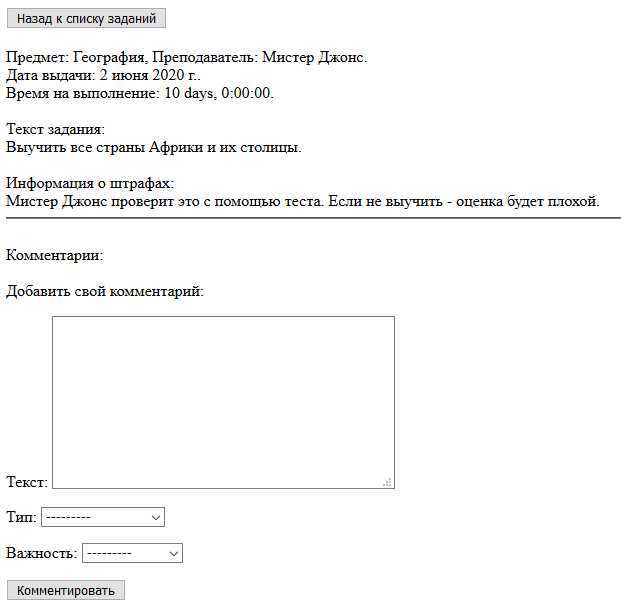 Назад к списку заданий
Предмет: География, Преподаватель: Мистер Джонс.
Дата выдачи: 2 июня 2020 г..
Время на выполнение: 10 days, 0:00:00.
Текст задания:
Выучить все страны Африки и их столицы.
Информация о штрафах:
Мистер Джонс проверит это с помощью теста. Если не выучить - оценка будет плохой.
Комментарии:
Добавить свой комментарий:
Текст:
Тип: ---------
Важность: ---------
Комментировать